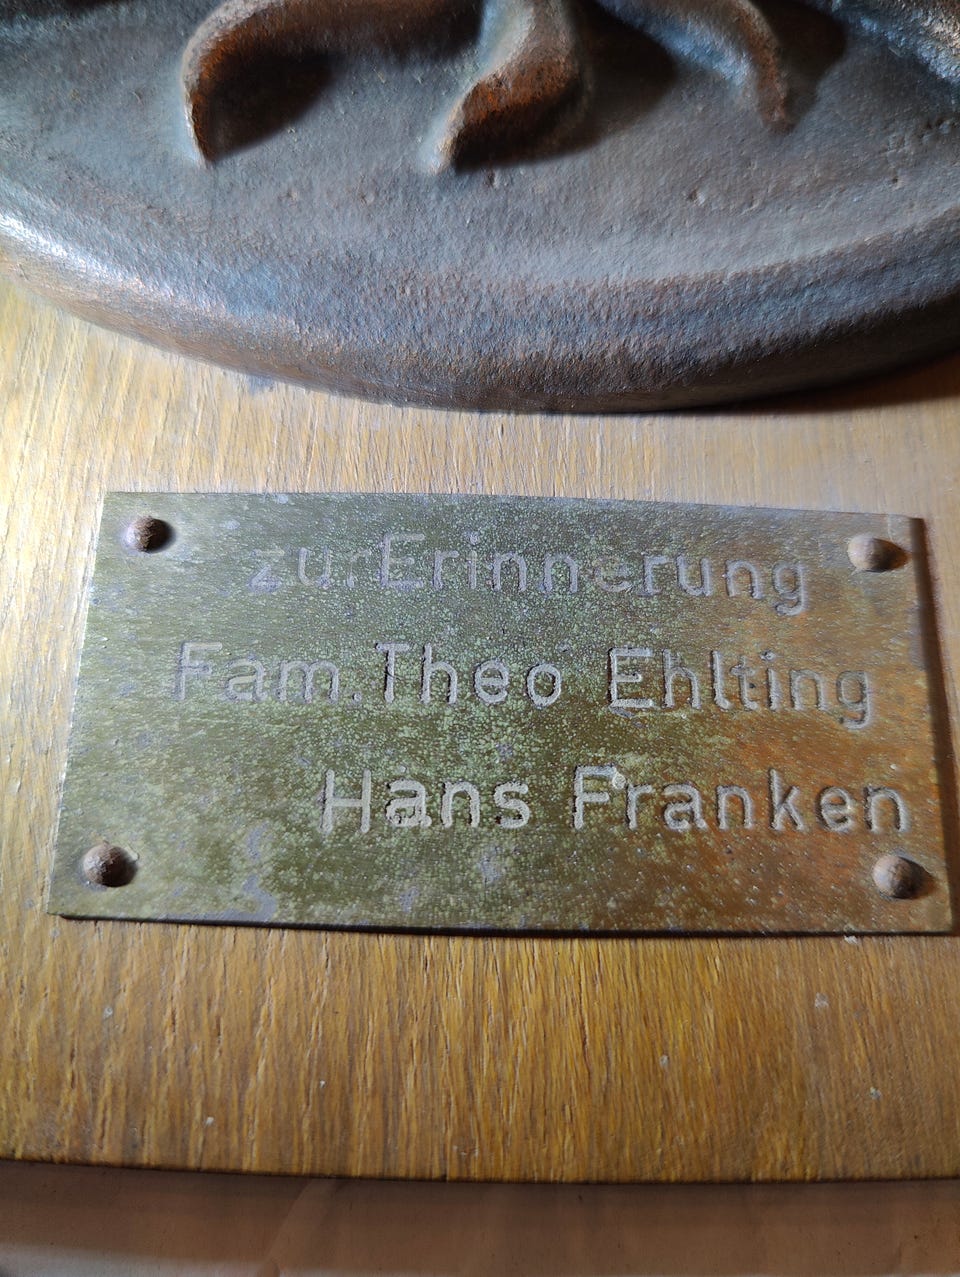 zur Erinnerung
Fam. Theo Ehlting
Hans Franken